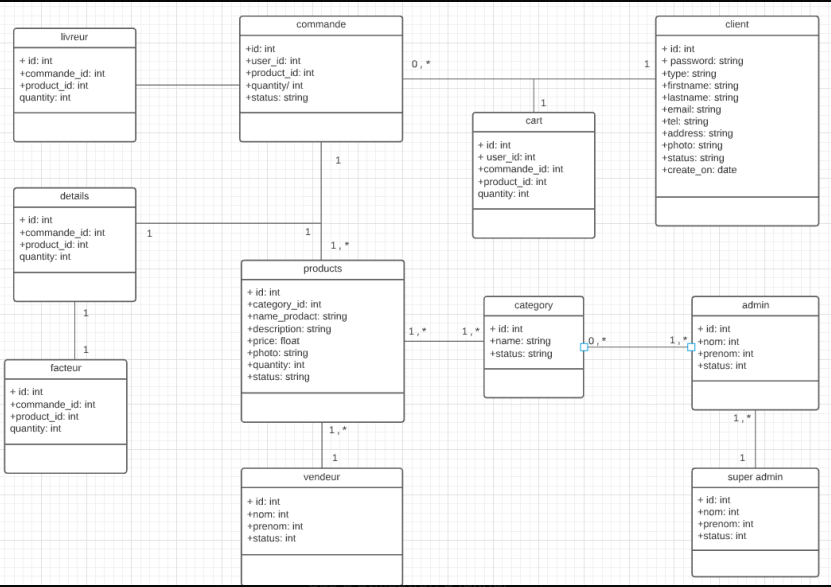 livreur
+ id: int
+commande_id: int
+product_id: int
quantity: int
commande
+id: int
+user_id: int
+product_id: int
+quantity/ int
+status: string
0 , *
1
client
+ id: int
+ password: string
+type: string
+firstname: string
+lastname: string
+email: string
+tel: string
+address: string
+photo: string
+status: string
+create_on: date
1
cart
+ id: int
+ user_id: int
+commande_id: int
+product_id: int
quantity: int
1
details
+ id: int
+commande_id: int
+product_id: int
quantity: int
1
1
1 , *
products
+ id: int
+category_id: int
+name_prodact: string
+description: string
+price: float
+photo: string
+quantity: int
+status: string
1 , *
1 , *
category
+ id: int
+name: string
+status: string
0 , *
1 , *
admin
+ id: int
+nom: int
+prenom: int
+status: int
1
1
facteur
+ id: int
+commande_id: int
+product_id: int
quantity: int
1 , *
1
vendeur
+ id: int
+nom: int
+prenom: int
+status: int
1 , *
1
super admin
+ id: int
+nom: int
+prenom: int
+status: int